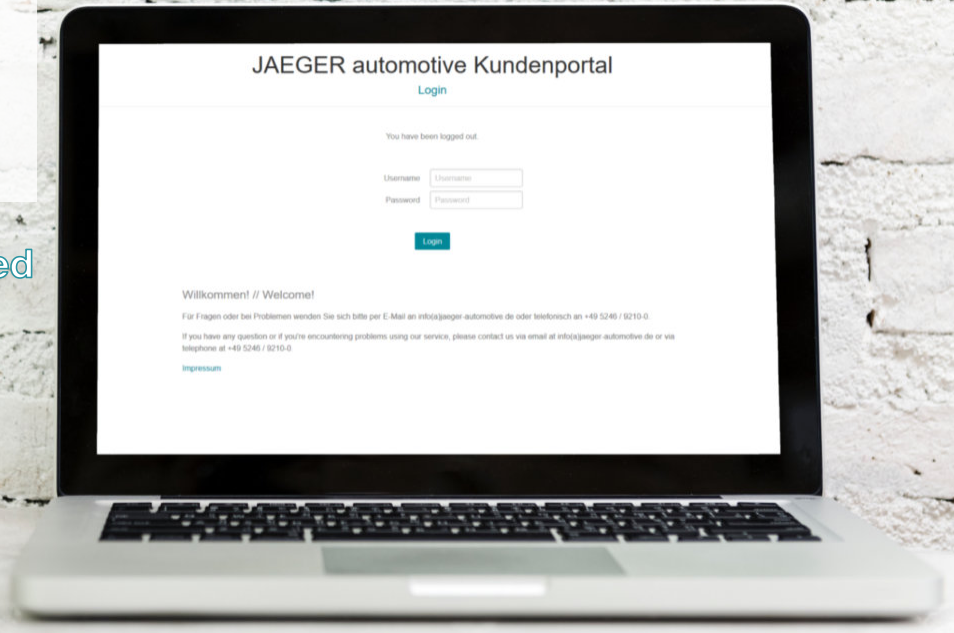 JAEGER automotive Kundenportal
Login
You have been logged out.
Username Username
Password Password
Login
ed
Willkommen! // Welcome!
Für Fragen oder bei Problemen wenden Sie sich bitte per E-Mail an info(a)jaeger-automotive.de oder telefonisch an +49 5246 / 9210-0.
If you have any question or if you're encountering problems using our service, please contact us via email at info(a)jaeger-automotive.de or via
telephone at +49 5246 / 9210-0
Impressum